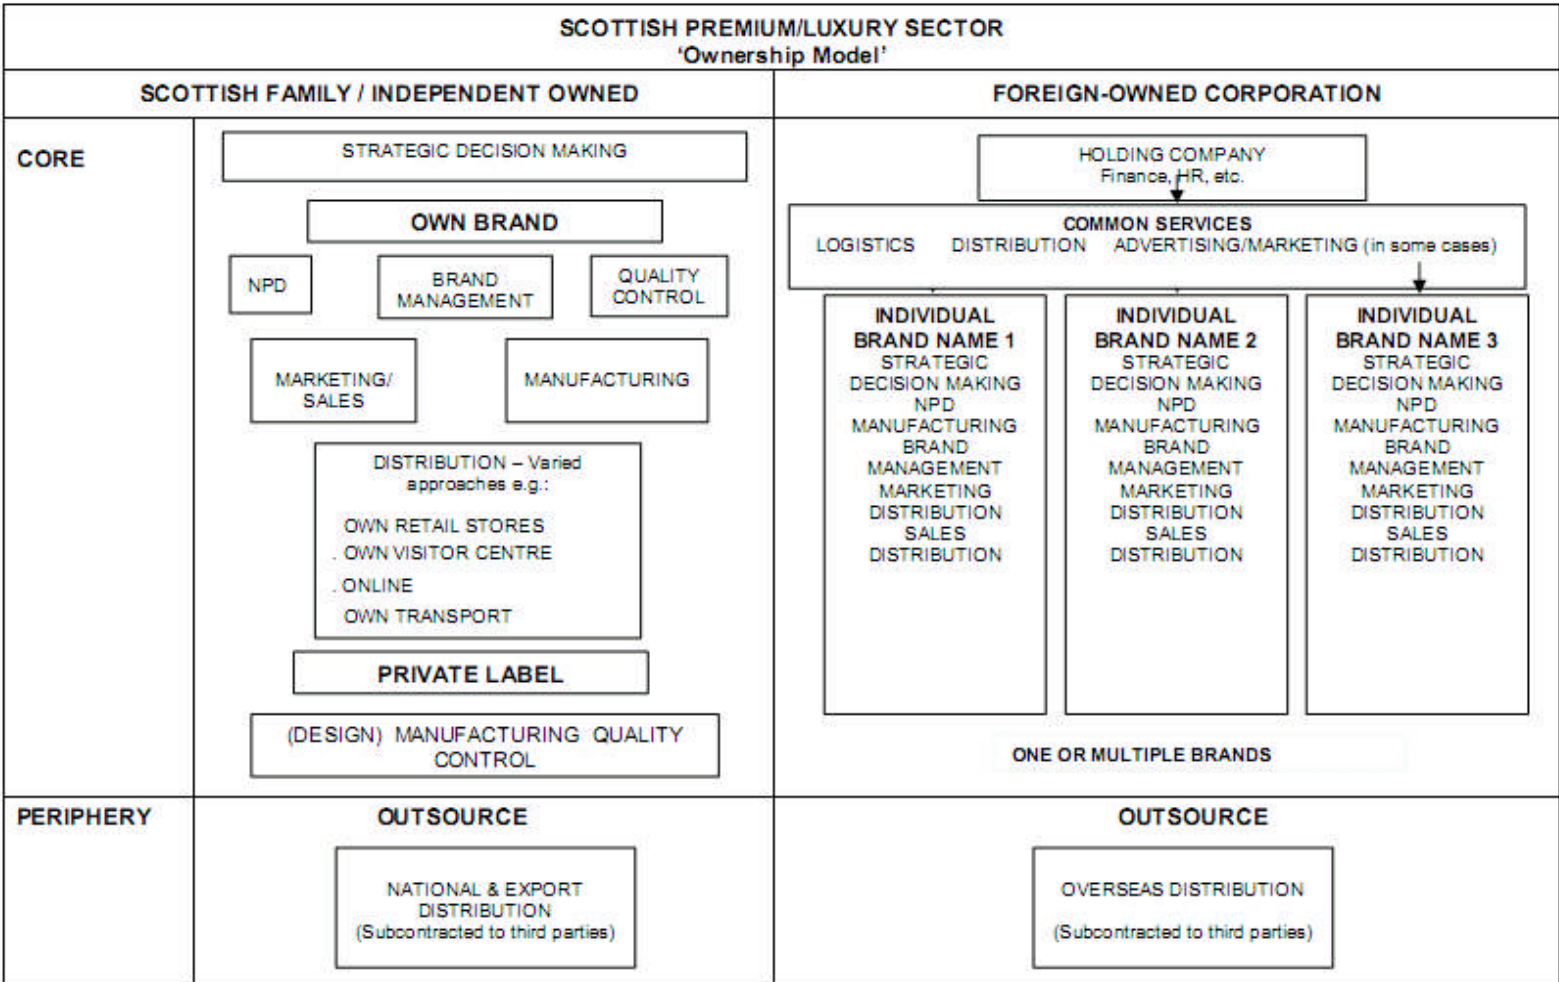 SCOTTISH PREMIUM/LUXURY SECTOR
‘Ownership Model’
SCOTTISH FAMILY / INDEPENDENT OWNED
FOREIGN-OWNED CORPORATION
CORE
STRATEGIC DECISION MAKING
OWN BRAND
NPD
BRAND
MANAGEMENT
QUALITY
CONTROL
MARKETING/
SALES
MANUFACTURING
DISTRIBUTION – Varied
approaches e.g.:
OWN RETAIL STORES
. OWN VISITOR CENTRE
. ONLINE
OWN TRANSPORT
PRIVATE LABEL
(DESIGN) MANUFACTURING QUALITY
CONTROL
HOLDING COMPANY
Finance, HR, etc.
COMMON SERVICES
LOGISTICS DISTRIBUTION ADVERTISING/MARKETING (in some cases)
INDIVIDUAL
BRAND NAME 1
STRATEGIC
DECISION MAKING
NPD
MANUFACTURING
BRAND
MANAGEMENT
MARKETING
DISTRIBUTION
SALES
DISTRIBUTION
INDIVIDUAL
BRAND NAME 2
STRATEGIC
DECISION MAKING
NPD
MANUFACTURING
BRAND
MANAGEMENT
MARKETING
DISTRIBUTION
SALES
DISTRIBUTION
INDIVIDUAL
BRAND NAME 3
STRATEGIC
DECISION MAKING
NPD
MANUFACTURING
BRAND
MANAGEMENT
MARKETING
DISTRIBUTION
SALES
DISTRIBUTION
ONE OR MULTIPLE BRANDS
PERIPHERY
OUTSOURCE
NATIONAL & EXPORT
DISTRIBUTION
(Subcontracted to third parties)
OUTSOURCE
OVERSEAS DISTRIBUTION
(Subcontracted to third parties)